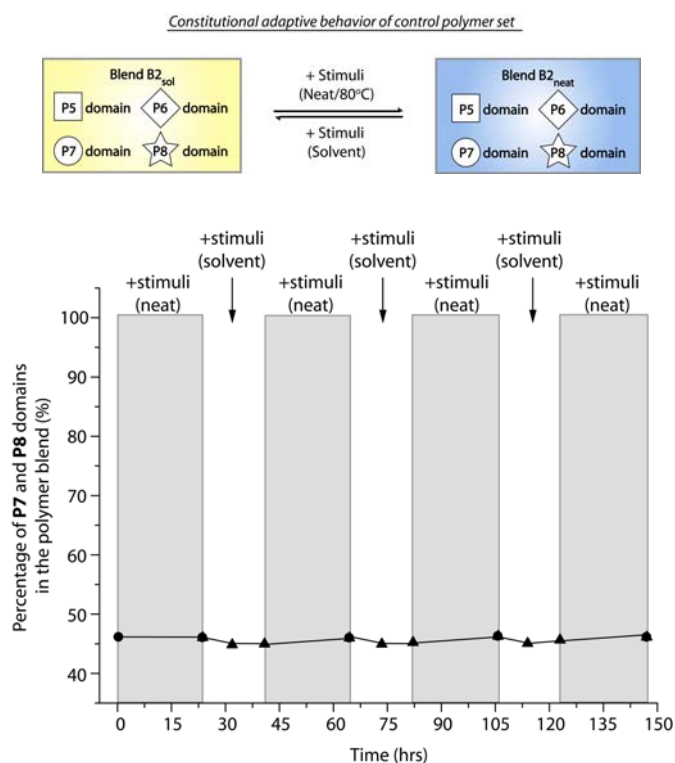 Constitutional adaptive behavior of control polymer set
Blend B2sol
P5 domain P6 domain
P7 domain P8 domain
+ Stimuli
(Neat/80°C)
+ Stimuli
(Solvent)
Blend B2neat
P5 domain P6 domain
P7 domain P8 domain
+stimuli
(solvent)
+stimuli
(solvent)
+stimuli
(solvent)
+stimuli
(neat)
+stimuli
(neat)
+stimuli
(neat)
+stimuli
(neat)
Percentage of P7 and P8 domains
in the polymer blend (%)
100
90
80
70
60
50
40
0 15 30 45 60 75 90 105 120 135 150
Time (hrs)